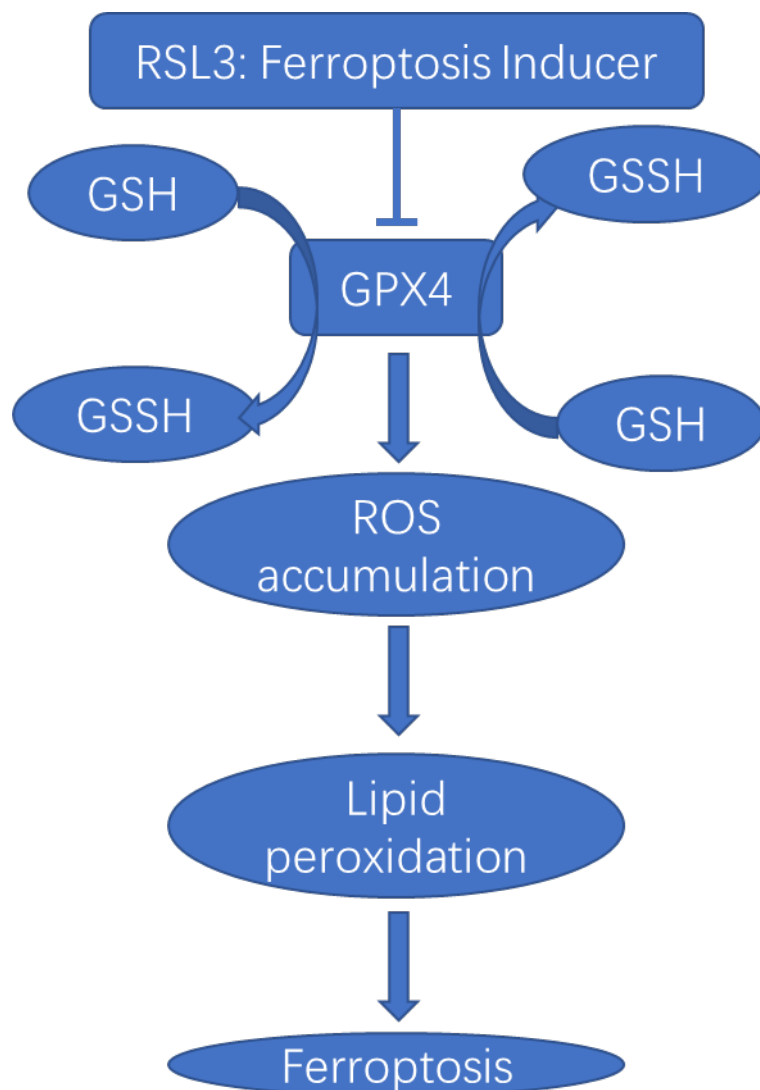 RSL3: Ferroptosis Inducer
GSH
GSSH
GPX4
GSSH
GSH
ROS
accumulation
Lipid
peroxidation
Ferroptosis